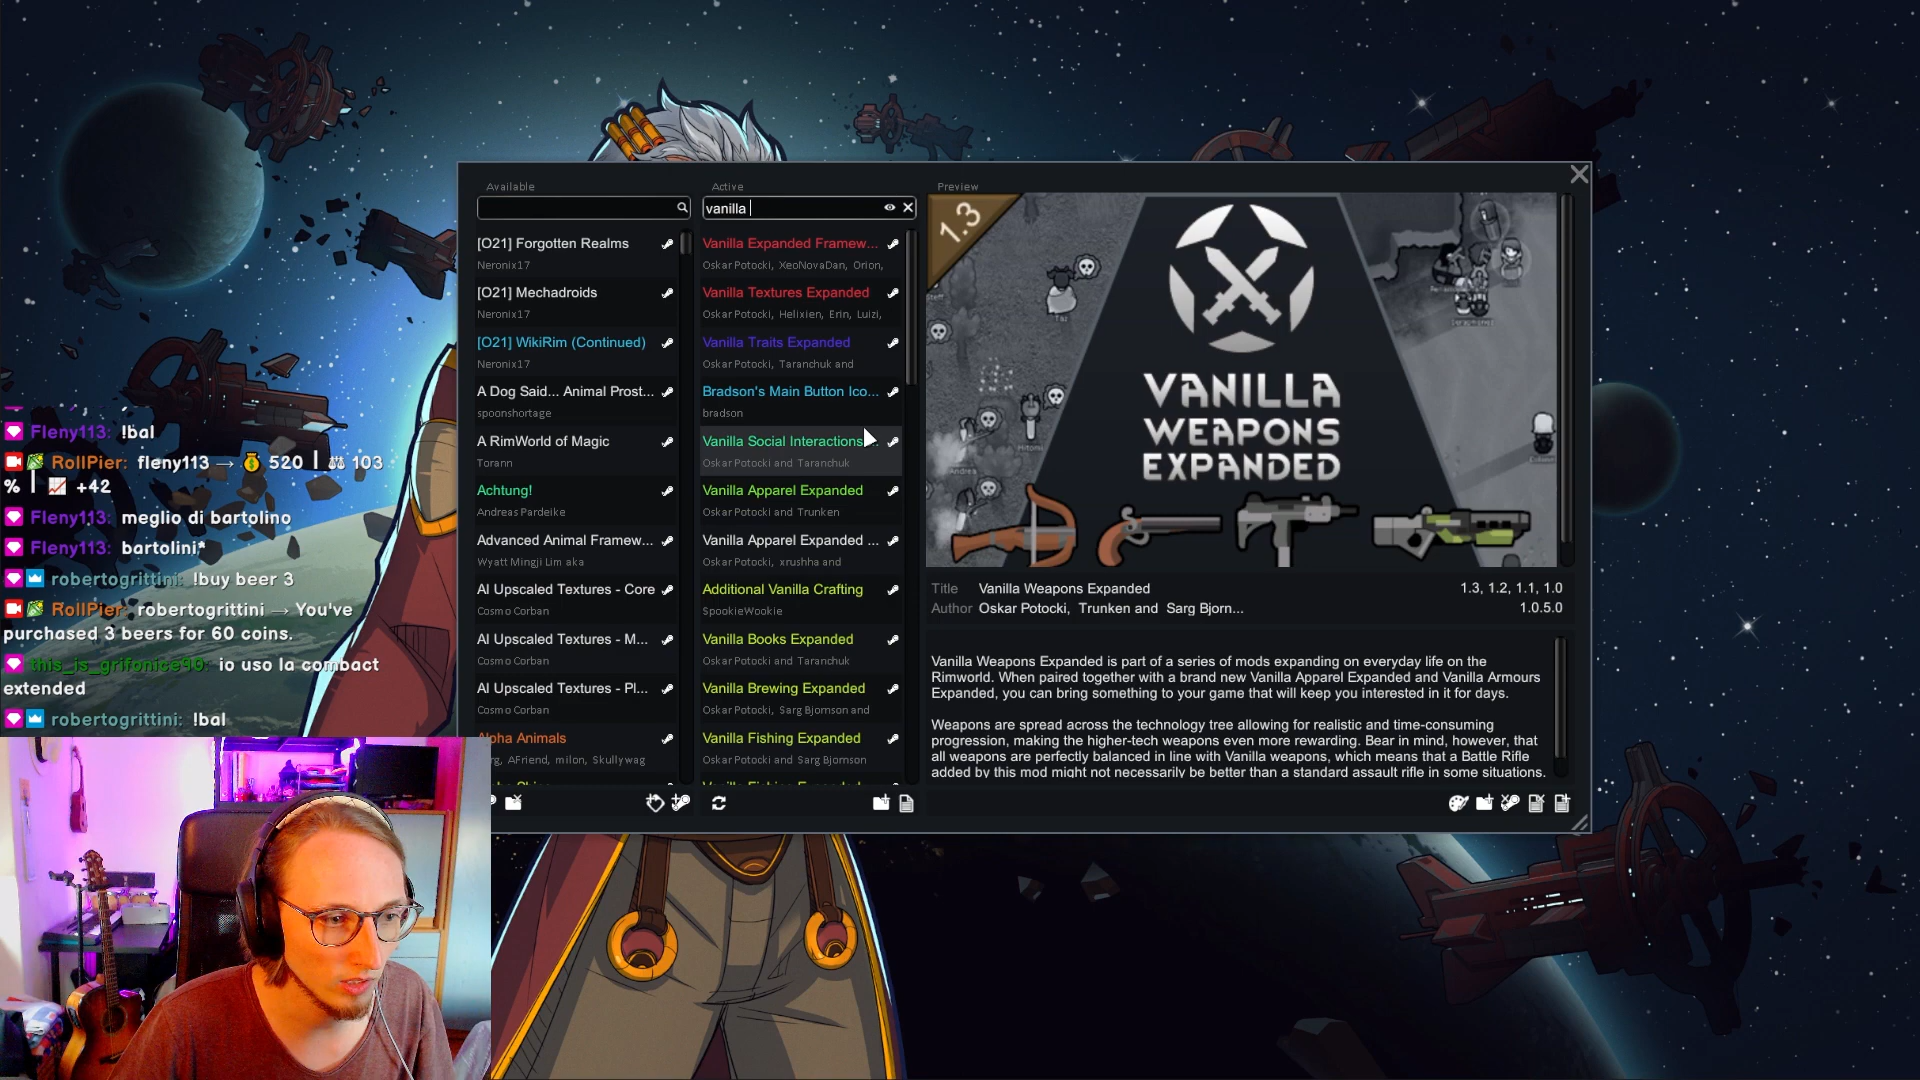 Available
[O21] Forgotten Realms
Neronix17
[O21] Mechadroids
Neronix17
[O21] WikiRim (Continued)
Neronix17
A Dog Said... Animal Prost...
spoonshortage
A RimWorld of Magic
Torann
Achtung!
Andreas Pardeike
Advanced Animal Framew...
Wyatt Mingji Lim aka
AI Upscaled Textures - Core
Cosmo Corban
AI Upscaled Textures - M...
Cosmo Corban
AI Upscaled Textures - Pl...
Cosmo Corban
Alpha Animals
AFriend, milon, Skullywag
Active
vanilla
Vanilla Expanded Framew...
Oskar Potocki, XeoNovaDan, Orion,
Vanilla Textures Expanded
Oskar Potocki, Helixien, Erin, Luizi,
Vanilla Traits Expanded
Oskar Potocki, Taranchuk and
Bradson's Main Button Ico...
bradson
Vanilla Social Interactions ...
Oskar Potocki and Taranchuk
Vanilla Apparel Expanded
Oskar Potocki and Trunken
Vanilla Apparel Expanded ...
Oskar Potocki, xrushha and
Additional Vanilla Crafting
SpookieWookie
Vanilla Books Expanded
Oskar Potocki and Taranchuk
Vanilla Brewing Expanded
Oskar Potocki, Sarg Bjornson and
Vanilla Fishing Expanded
Oskar Potocki and Sarg Bjornson
Preview
1.3
VANILLA
WEAPONS
EXPANDED
Title Vanilla Weapons Expanded 1.3, 1.2, 1.1, 1.0
Author Oskar Potocki, Trunken and Sarg Bjorn... 1.0.5.0
Vanilla Weapons Expanded is part of a series of mods expanding on everyday life on the
Rimworld. When paired together with a brand new Vanilla Apparel Expanded and Vanilla Armours
Expanded, you can bring something to your game that will keep you interested in it for days.
Weapons are spread across the technology tree allowing for realistic and time-consuming
progression, making the higher-tech weapons even more rewarding. Bear in mind, however, that
all weapons are perfectly balanced in line with Vanilla weapons, which means that a Battle Rifle
added by this mod might not necessarily be better than a standard assault rifle in some situations.
Fleny113: !bal
RollPier: fleny113 → 520 | 103
% | +42
Fleny113: meglio di bartolino
Fleny113: bartolini*
robertogrittini: !buy beer 3
RollPier: robertogrittini → You've
purchased 3 beers for 60 coins.
this_is_grifonice90: io uso la combact
extended
robertogrittini: !bal